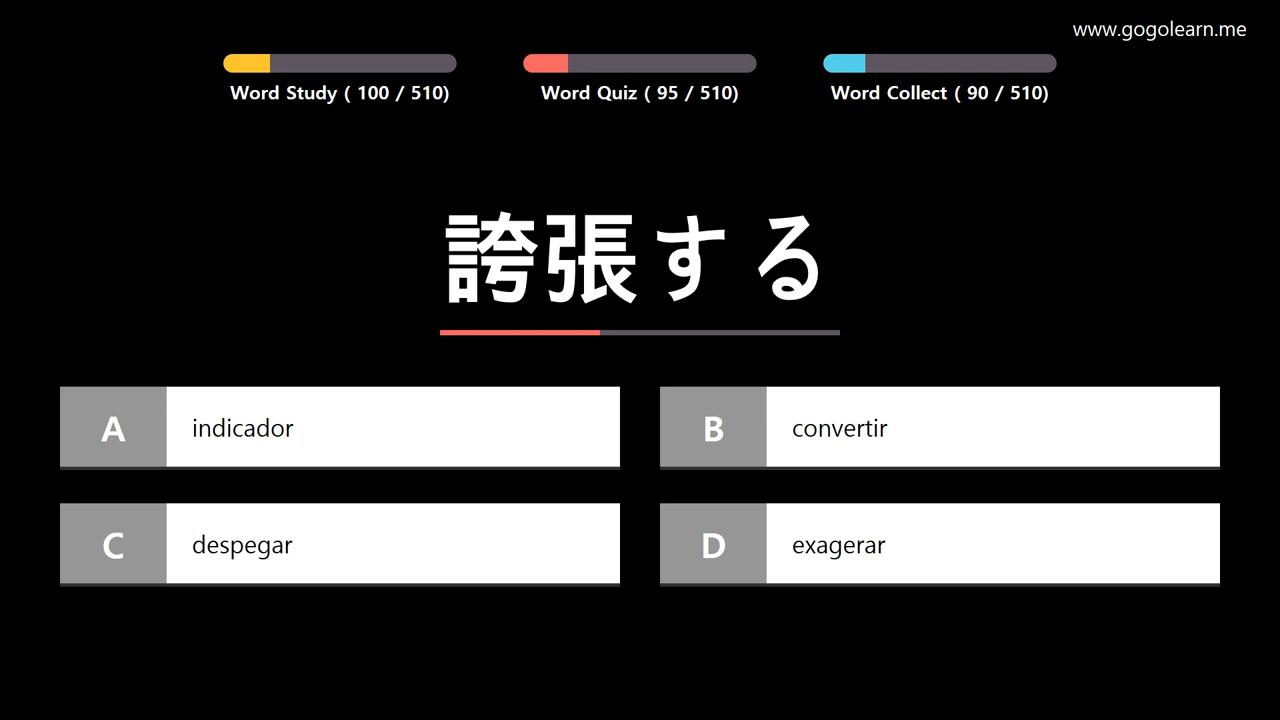 www.gogolearn.me
Word Study ( 100 / 510)
Word Quiz ( 95 / 510)
Word Collect ( 90 / 510)
誇張する
A
indicador
B
convertir
C
despegar
D
exagerar